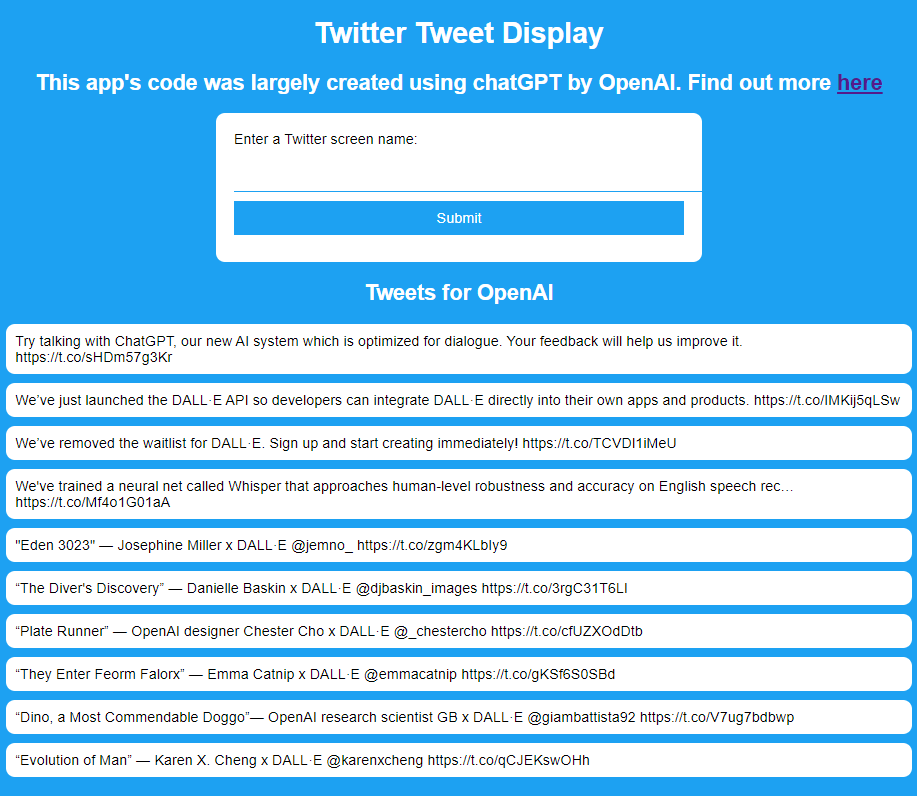 Twitter Tweet Display
This app's code was largely created using chatGPT by OpenAI. Find out more here
Enter a Twitter screen name:
Submit
Tweets for OpenAI
Try talking with ChatGPT, our new AI system which is optimized for dialogue. Your feedback will help us improve it.
https://t.co/sHDm57g3Kr
We’ve just launched the DALL·E API so developers can integrate DALL·E directly into their own apps and products. https://t.co/IMKij5qLSw
We’ve removed the waitlist for DALL·E. Sign up and start creating immediately! https://t.co/TCVDI1iMeU
We've trained a neural net called Whisper that approaches human-level robustness and accuracy on English speech rec…
https://t.co/Mf4o1G01aA
"Eden 3023" — Josephine Miller x DALL·E @jemno_ https://t.co/zgm4KLbIy9
“The Diver's Discovery” — Danielle Baskin x DALL·E @djbaskin_images https://t.co/3rgC31T6LI
“Plate Runner” — OpenAI designer Chester Cho x DALL·E @_chestercho https://t.co/cfUZXOdDtb
“They Enter Feorm Falorx” — Emma Catnip x DALL·E @emmacatnip https://t.co/gKSf6S0SBd
“Dino, a Most Commendable Doggo”— OpenAI research scientist GB x DALL·E @giambattista92 https://t.co/V7ug7bdbwp
“Evolution of Man” — Karen X. Cheng x DALL·E @karenxcheng https://t.co/qCJEKswOHh